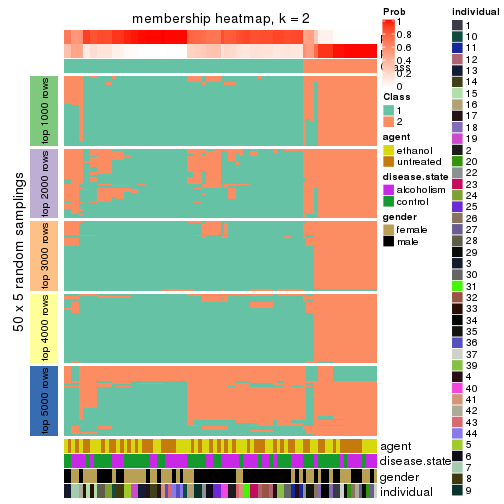 membership heatmap, k = 2
Prob
1
0.8
0.6
0.4
0.2
0
Class
1
2
agent
ethanol
untreated
disease.state
alcoholism
control
gender
female
male
individual
1
10
11
12
13
14
15
16
17
18
19
2
20
22
23
24
25
26
27
28
29
3
30
31
32
33
34
35
36
37
39
4
40
41
42
43
44
5
6
7
8
9
50 x 5 random samplings
top 1000 rows
top 2000 rows
top 3000 rows
top 4000 rows
top 5000 rows
agent
disease.state
gender
individual